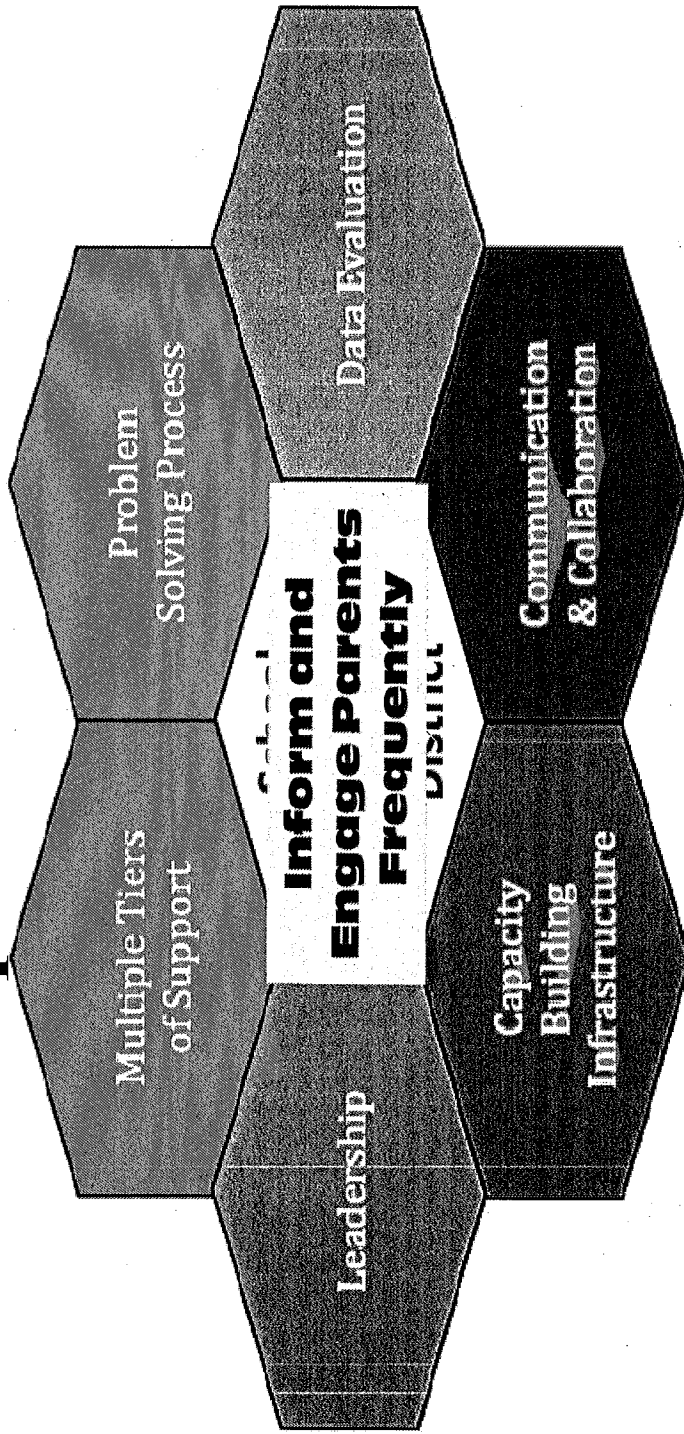 Multiple Tiers
of Support
Problem
Solving Process
Leadership
Inform and
Engage Parents
Frequently
District
Data Evaluation
Capacity
Building
Infrastructure
Communication
& Collaboration